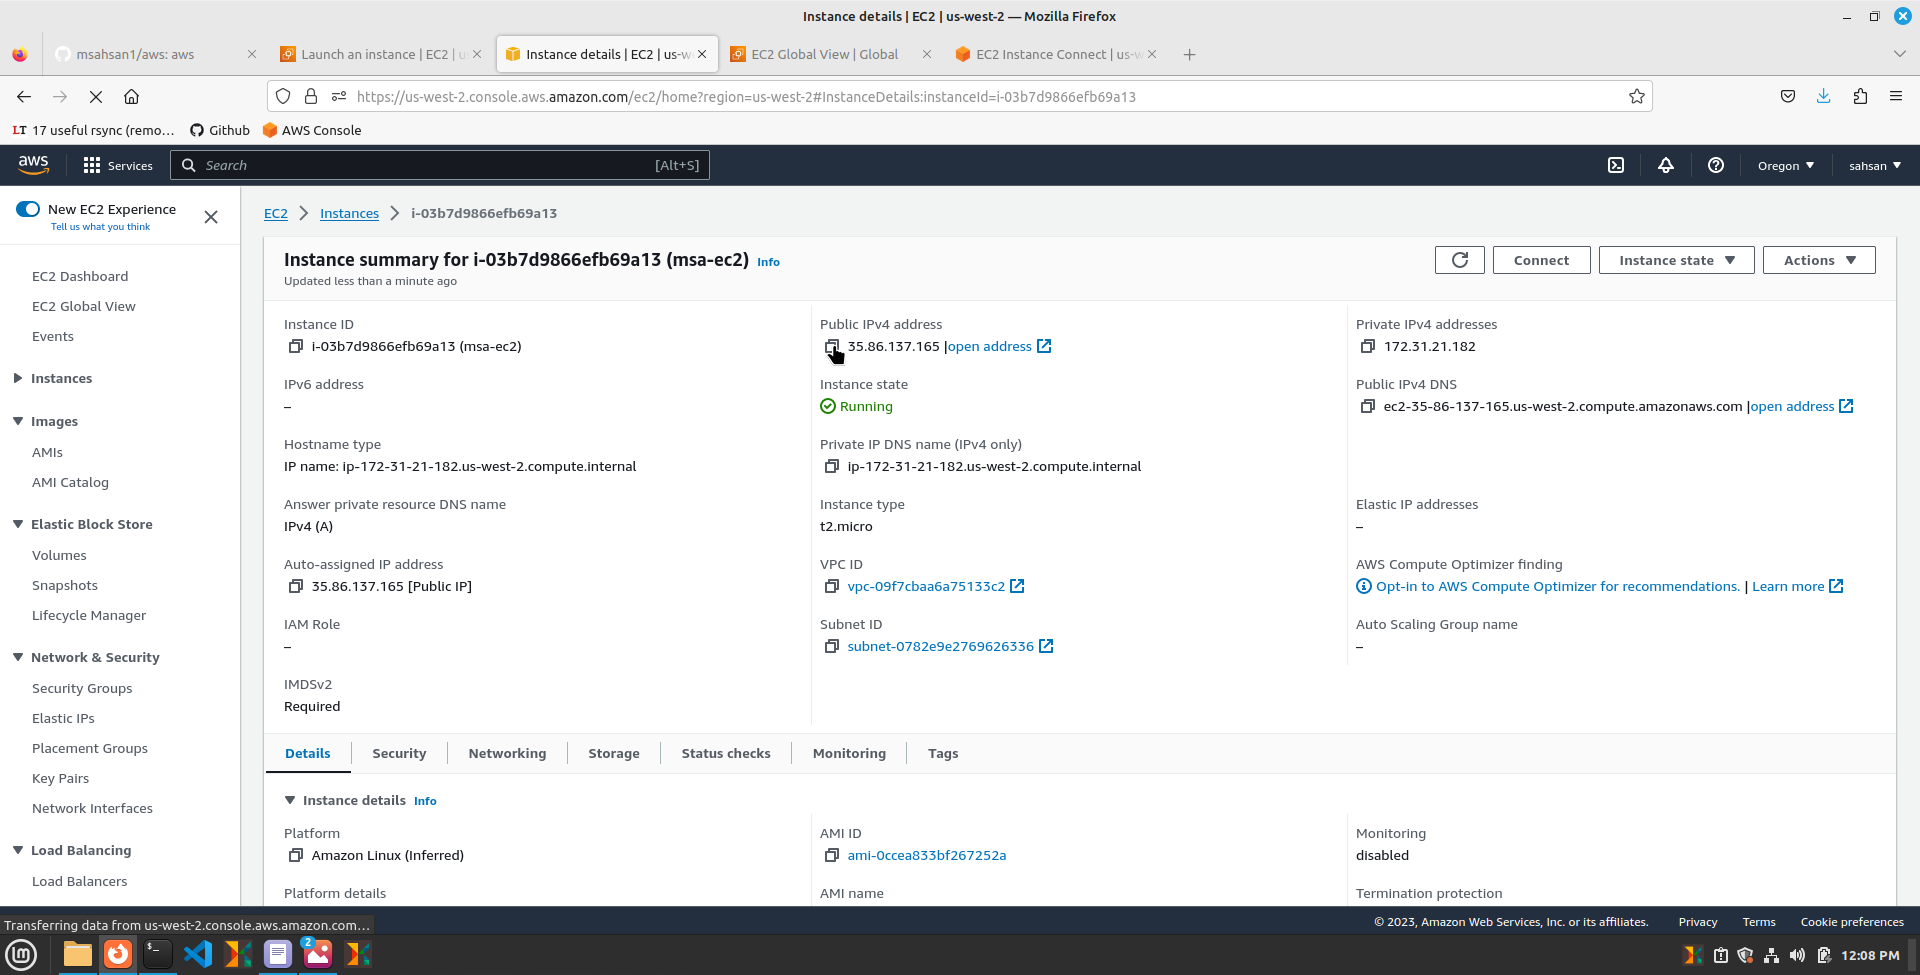 Instance details | EC2 | us-west-2 — Mozilla Firefox
msahsan1/aws: aws
Launch an instance | EC2 | u
Instance details | EC2 | us-w
EC2 Global View | Global
EC2 Instance Connect | us-w
https://us-west-2.console.aws.amazon.com/ec2/home?region=us-west-2#InstanceDetails:instanceId=i-03b7d9866efb69a13
LT 17 useful rsync (remo…
Github
AWS Console
aws
Services
Search
[Alt+S]
Oregon
sahsan
New EC2 Experience
Tell us what you think
EC2 Dashboard
EC2 Global View
Events
Instances
Images
AMIs
AMI Catalog
Elastic Block Store
Volumes
Snapshots
Lifecycle Manager
Network & Security
Security Groups
Elastic IPs
Placement Groups
Key Pairs
Network Interfaces
Load Balancing
Load Balancers
EC2 > Instances > i-03b7d9866efb69a13
Instance summary for i-03b7d9866efb69a13 (msa-ec2) Info
Updated less than a minute ago
Connect
Instance state
Actions
Instance ID
i-03b7d9866efb69a13 (msa-ec2)
Public IPv4 address
35.86.137.165 |open address
Private IPv4 addresses
172.31.21.182
IPv6 address
–
Instance state
Running
Public IPv4 DNS
ec2-35-86-137-165.us-west-2.compute.amazonaws.com |open address
Hostname type
IP name: ip-172-31-21-182.us-west-2.compute.internal
Private IP DNS name (IPv4 only)
ip-172-31-21-182.us-west-2.compute.internal
Answer private resource DNS name
IPv4 (A)
Instance type
t2.micro
Elastic IP addresses
–
Auto-assigned IP address
35.86.137.165 [Public IP]
VPC ID
vpc-09f7cbaa6a75133c2
AWS Compute Optimizer finding
Opt-in to AWS Compute Optimizer for recommendations. | Learn more
IAM Role
–
Subnet ID
subnet-0782e9e2769626336
Auto Scaling Group name
–
IMDSv2
Required
Details
Security
Networking
Storage
Status checks
Monitoring
Tags
Instance details Info
Platform
Amazon Linux (Inferred)
AMI ID
ami-0ccea833bf267252a
Monitoring
disabled
Platform details
AMI name
Termination protection
Transferring data from us-west-2.console.aws.amazon.com…
© 2023, Amazon Web Services, Inc. or its affiliates.
Privacy
Terms
Cookie preferences
2
12:08 PM